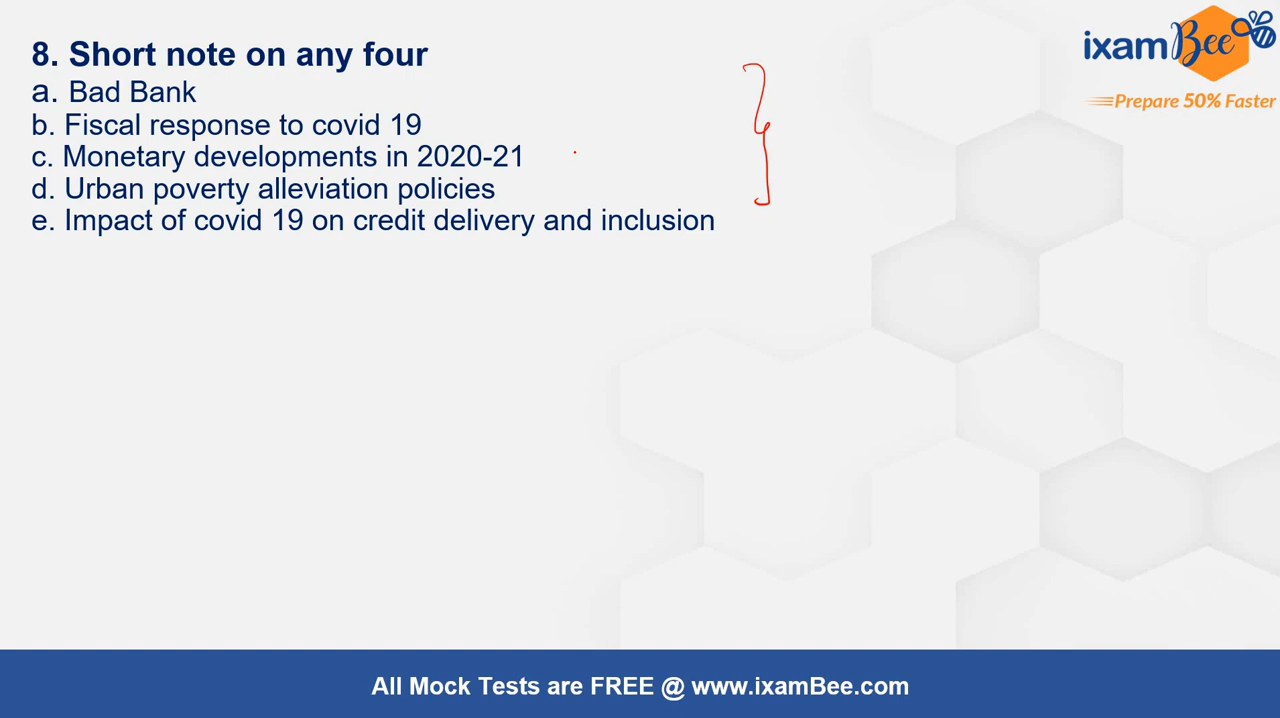 8. Short note on any four
a. Bad Bank
b. Fiscal response to covid 19
c. Monetary developments in 2020-21
d. Urban poverty alleviation policies
e. Impact of covid 19 on credit delivery and inclusion
ixamBee
Prepare 50% Faster
All Mock Tests are FREE @ www.ixamBee.com